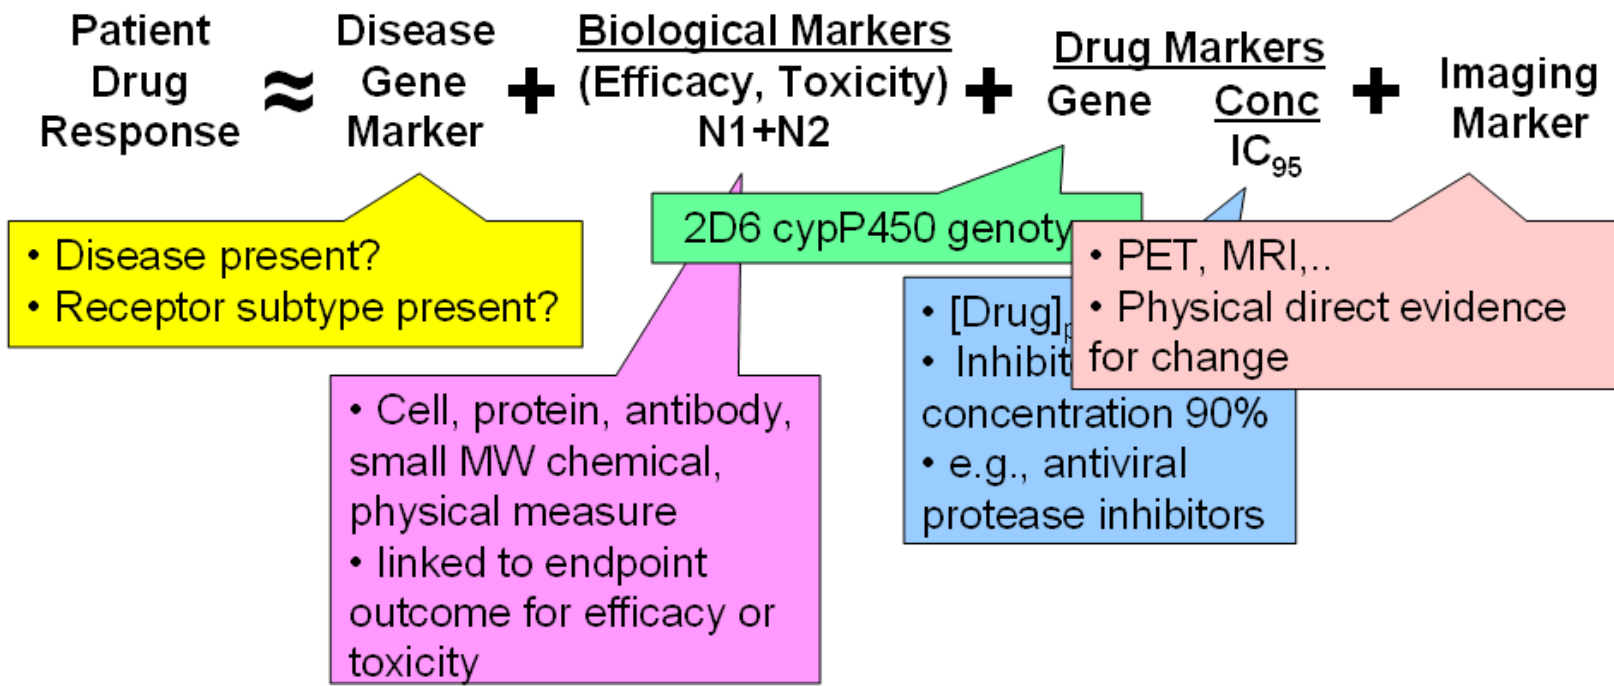 Patient
Drug
Response
≈
Disease
Gene
Marker
+
Biological Markers
(Efficacy, Toxicity)
N1+N2
+
Drug Markers
Gene Conc
IC95
+
Imaging
Marker
• Disease present?
• Receptor subtype present?
• Cell, protein, antibody,
small MW chemical,
physical measure
• linked to endpoint
outcome for efficacy or
toxicity
2D6 cypP450
• [Drug]
•
concentration 90%
• e.g., antiviral
protease inhibitors
• PET, MRI,..
• Physical direct evidence
for change